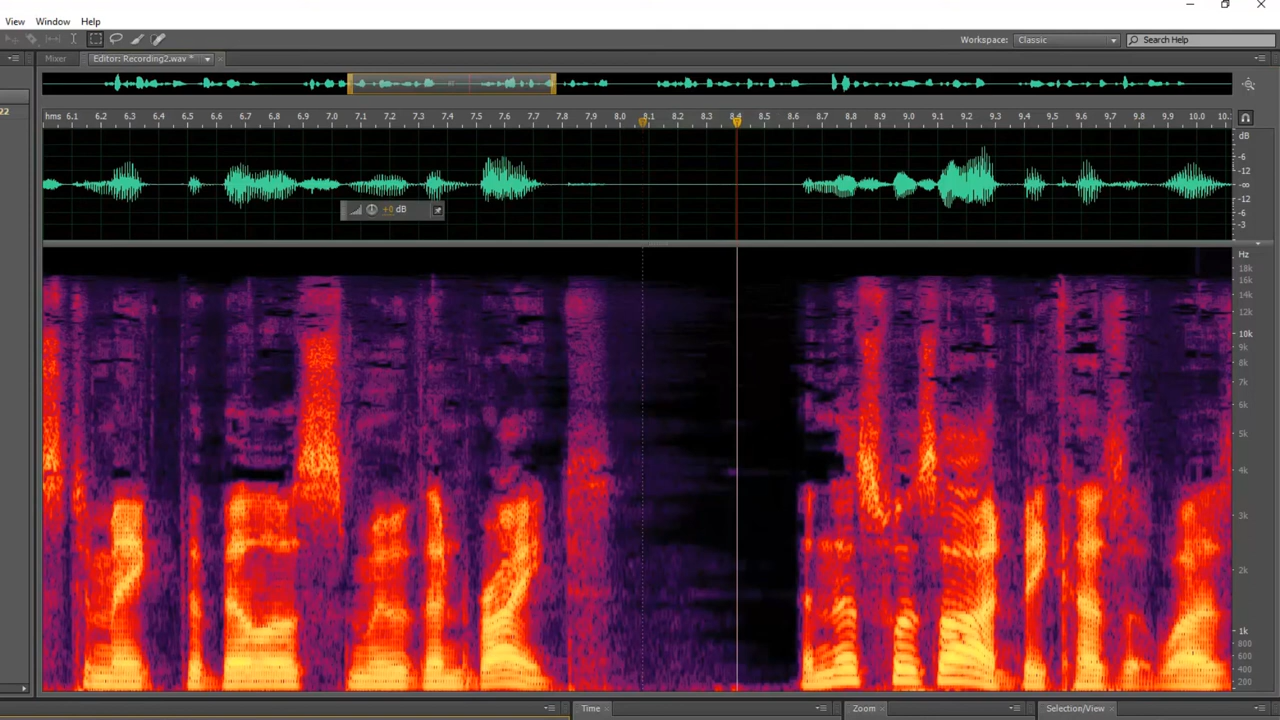 View Window Help
Workspace: Classic Search Help
Mixer Editor: Recording2.wav *
22
hms 6.1 6.2 6.3 6.4 6.5 6.6 6.7 6.8 6.9 7.0 7.1 7.2 7.3 7.4 7.5 7.6 7.7 7.8 7.9 8.0 8.1 8.2 8.3 8.4 8.5 8.6 8.7 8.8 8.9 9.0 9.1 9.2 9.3 9.4 9.5 9.6 9.7 9.8 9.9 10.0 10.
dB
-6
-12
-∞
-12
-6
-3
+0 dB
Hz
18k
16k
14k
12k
10k
9k
8k
7k
6k
5k
4k
3k
2k
1k
800
600
400
200
Time Zoom Selection/View